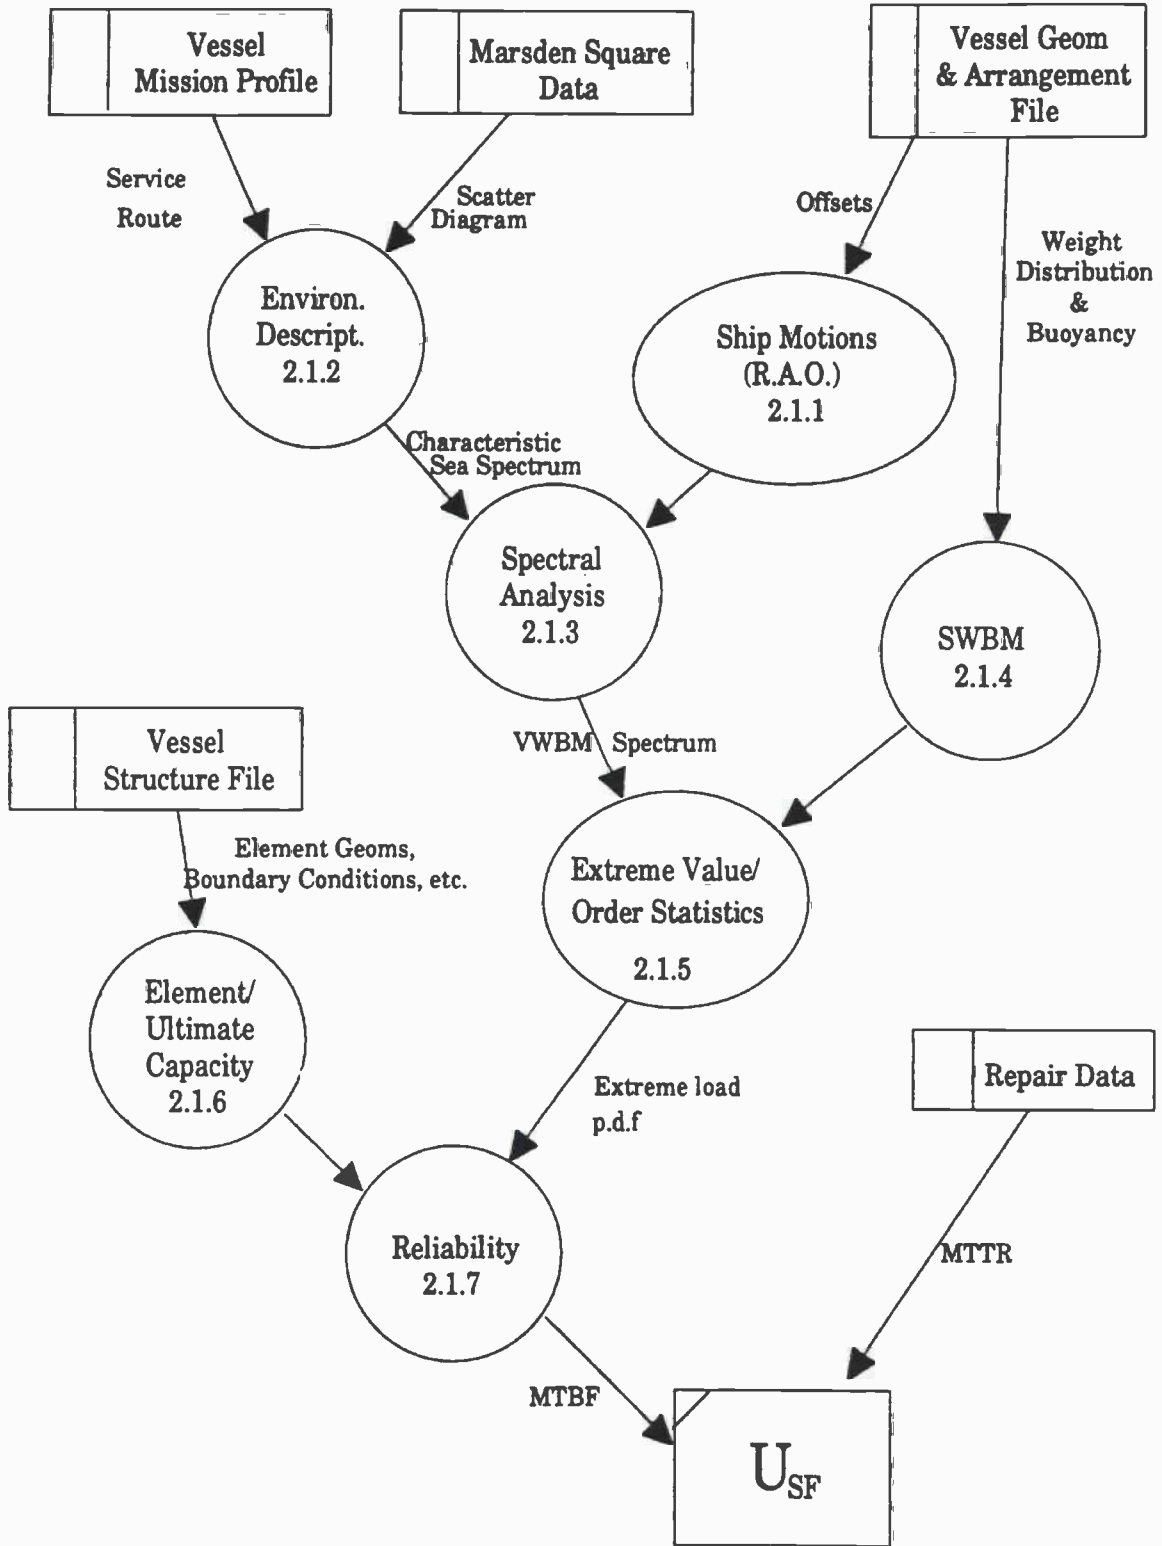 Vessel
Mission Profile
Marsden Square
Data
Vessel Geom
& Arrangement
File
Service
Route
Scatter
Diagram
Offsets
Weight
Distribution
&
Buoyancy
Environ.
Descript.
2.1.2
Ship Motions
(R.A.O.)
2.1.1
Characteristic
Sea Spectrum
Spectral
Analysis
2.1.3
SWBM
2.1.4
Vessel
Structure File
VWBM Spectrum
Element Geoms,
Boundary Conditions, etc.
Extreme Value/
Order Statistics
2.1.5
Element/
Ultimate
Capacity
2.1.6
Extreme load
p.d.f
Repair Data
Reliability
2.1.7
MTTR
MTBF
USF